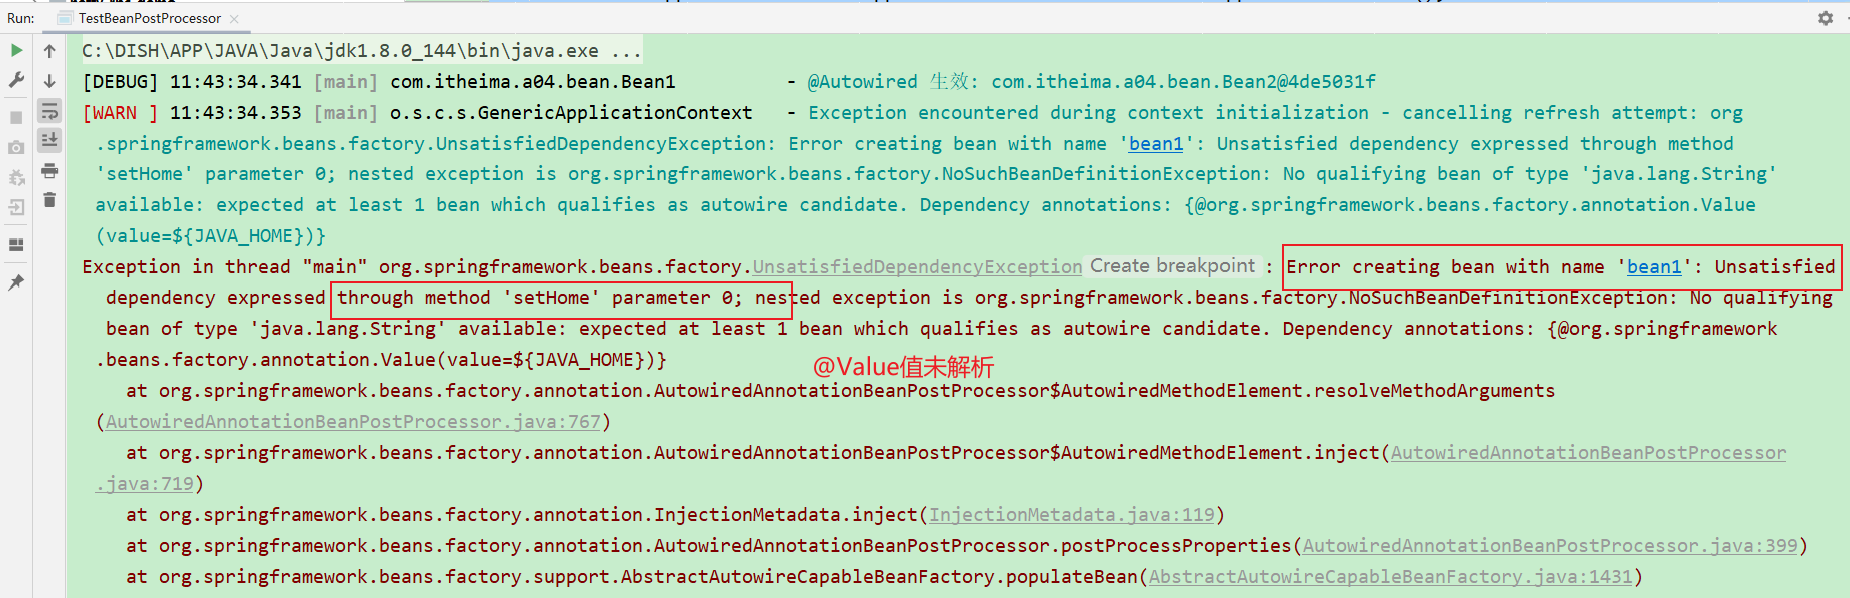 Run: TestBeanPostProcessor
C:\DISH\APP\JAVA\Java\jdk1.8.0_144\bin\java.exe ...
[DEBUG] 11:43:34.341 [main] com.itheima.a04.bean.Bean1 - @Autowired 生效: com.itheima.a04.bean.Bean2@4de5031f
[WARN ] 11:43:34.353 [main] o.s.c.s.GenericApplicationContext - Exception encountered during context initialization - cancelling refresh attempt: org
.springframework.beans.factory.UnsatisfiedDependencyException: Error creating bean with name 'bean1': Unsatisfied dependency expressed through method
'setHome' parameter 0; nested exception is org.springframework.beans.factory.NoSuchBeanDefinitionException: No qualifying bean of type 'java.lang.String'
available: expected at least 1 bean which qualifies as autowire candidate. Dependency annotations: {@org.springframework.beans.factory.annotation.Value
(value=${JAVA_HOME})}
Exception in thread "main" org.springframework.beans.factory.UnsatisfiedDependencyException Create breakpoint : Error creating bean with name 'bean1': Unsatisfied
dependency expressed through method 'setHome' parameter 0; nested exception is org.springframework.beans.factory.NoSuchBeanDefinitionException: No qualifying
bean of type 'java.lang.String' available: expected at least 1 bean which qualifies as autowire candidate. Dependency annotations: {@org.springframework
.beans.factory.annotation.Value(value=${JAVA_HOME})}
@Value值未解析
at org.springframework.beans.factory.annotation.AutowiredAnnotationBeanPostProcessor$AutowiredMethodElement.resolveMethodArguments
(AutowiredAnnotationBeanPostProcessor.java:767)
at org.springframework.beans.factory.annotation.AutowiredAnnotationBeanPostProcessor$AutowiredMethodElement.inject(AutowiredAnnotationBeanPostProcessor
.java:719)
at org.springframework.beans.factory.annotation.InjectionMetadata.inject(InjectionMetadata.java:119)
at org.springframework.beans.factory.annotation.AutowiredAnnotationBeanPostProcessor.postProcessProperties(AutowiredAnnotationBeanPostProcessor.java:399)
at org.springframework.beans.factory.support.AbstractAutowireCapableBeanFactory.populateBean(AbstractAutowireCapableBeanFactory.java:1431)